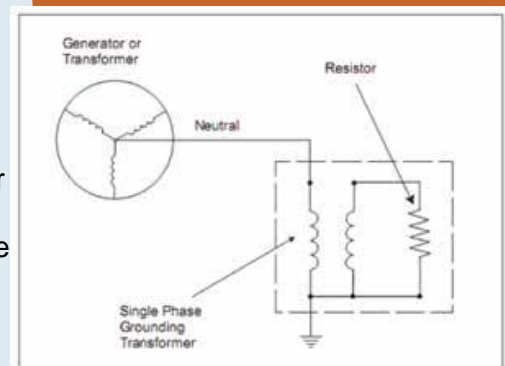 Generator or
Transformer
Resistor
Neutral
r
e
Single Phase
Grounding
Transformer